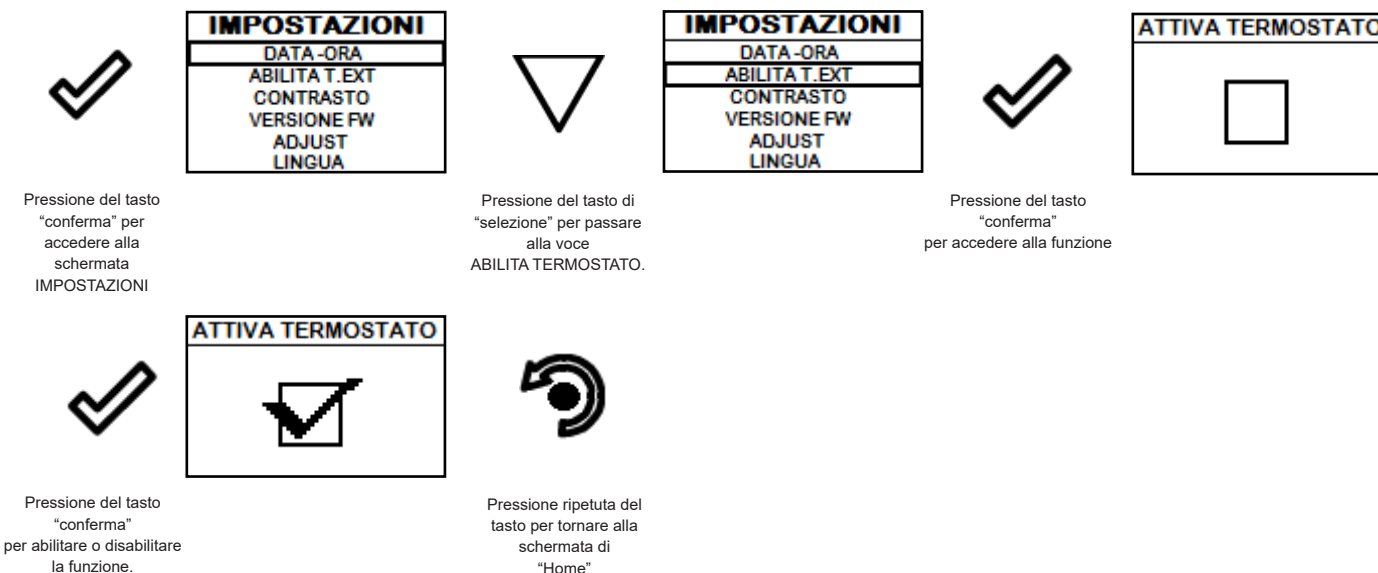 IMPOSTAZIONI
DATA-ORA
ABILITA T.EXT
CONTRASTO
VERSIONE FW
ADJUST
LINGUA
IMPOSTAZIONI
DATA-ORA
ABILITA T.EXT
CONTRASTO
VERSIONE FW
ADJUST
LINGUA
ATTIVA TERMOSTATO
Pressione del tasto
“conferma” per
accedere alla
schermata
IMPOSTAZIONI
Pressione del tasto di
“selezione” per passare
alla voce
ABILITA TERMOSTATO.
Pressione del tasto
“conferma”
per accedere alla funzione
ATTIVA TERMOSTATO
Pressione del tasto
“conferma”
per abilitare o disabilitare
la funzione.
Pressione ripetuta del
tasto per tornare alla
schermata di
“Home”